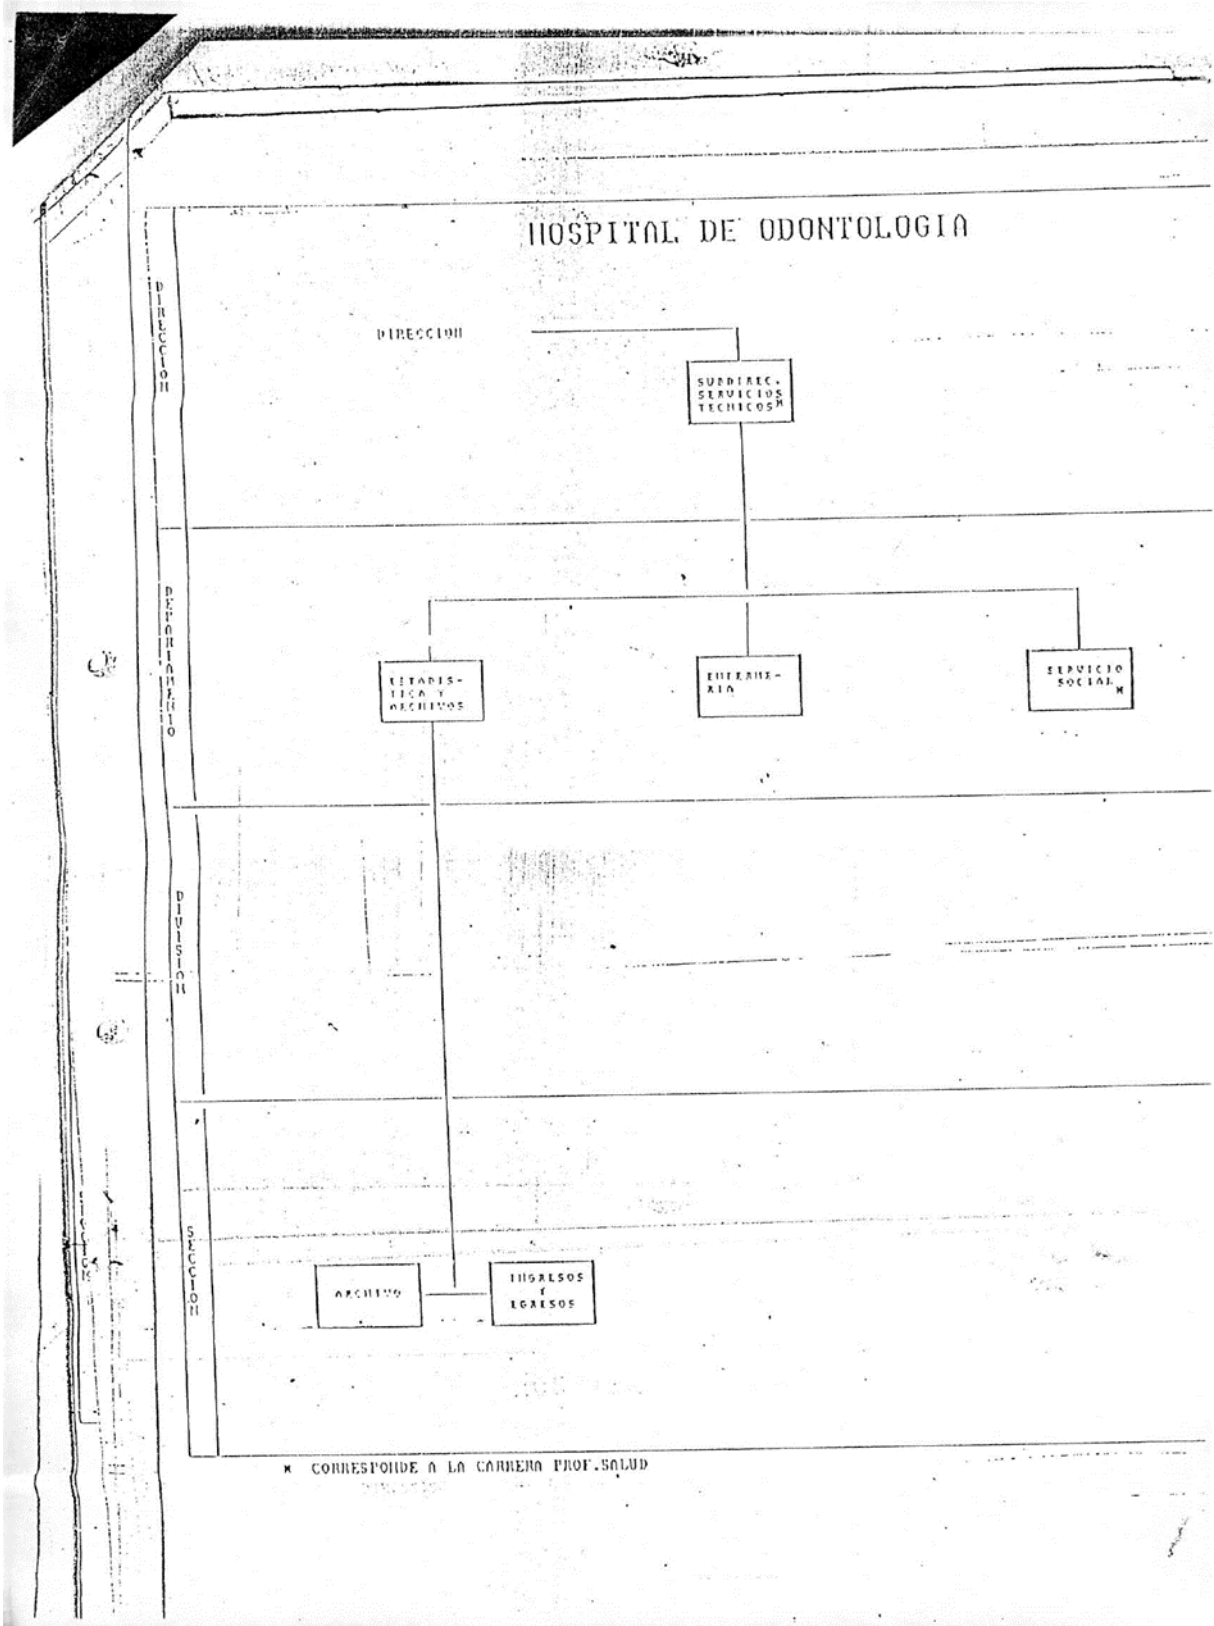 HOSPITAL DE ODONTOLOGIA
DIRECCION
DIRECCION
SUBDIREC.
SERVICIOS
TECNICOS*
DEPARTAMENTO
ESTADIS-
TICA Y
ARCHIVOS
ENFERME-
RIA
SERVICIO
SOCIAL *
DIVISION
SECCION
ARCHIVO
INGRESOS
Y
EGRESOS
* CORRESPONDE A LA CARRERA PROF.SALUD